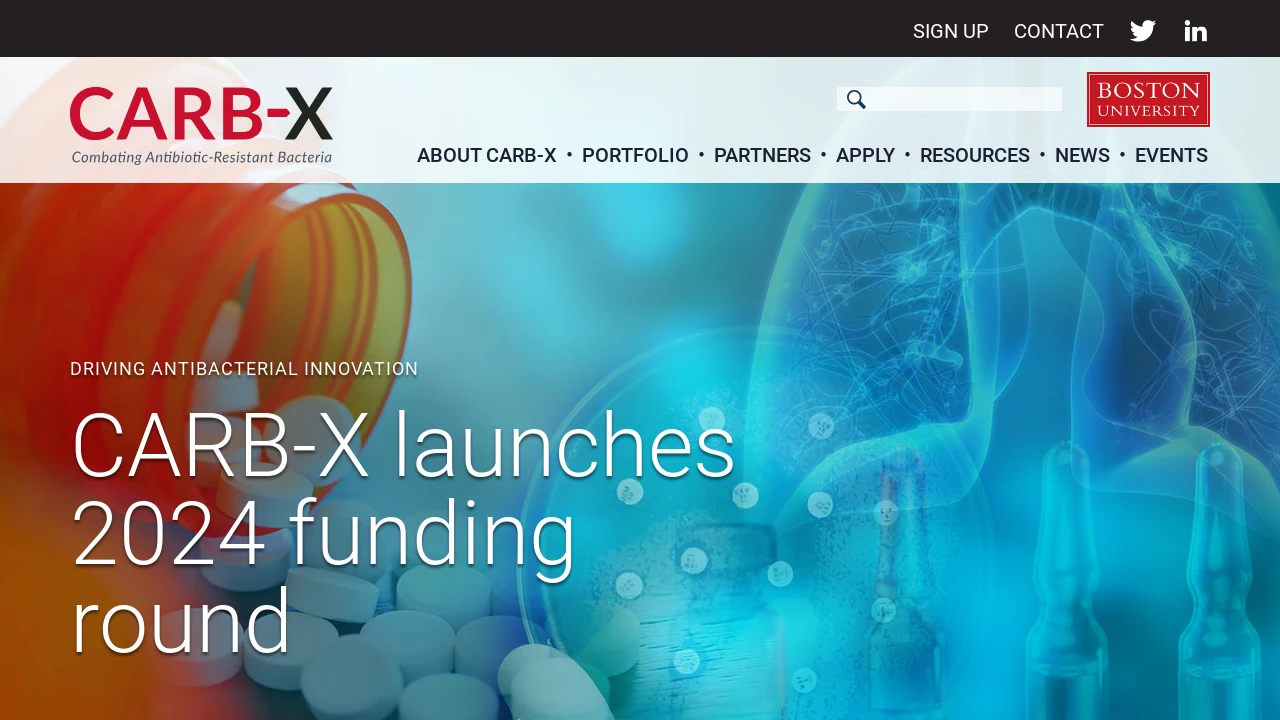 SIGN UP CONTACT
CARB-X
Combating Antibiotic-Resistant Bacteria
BOSTON
UNIVERSITY
ABOUT CARB-X • PORTFOLIO • PARTNERS • APPLY • RESOURCES • NEWS • EVENTS
DRIVING ANTIBACTERIAL INNOVATION
CARB-X launches
2024 funding
round